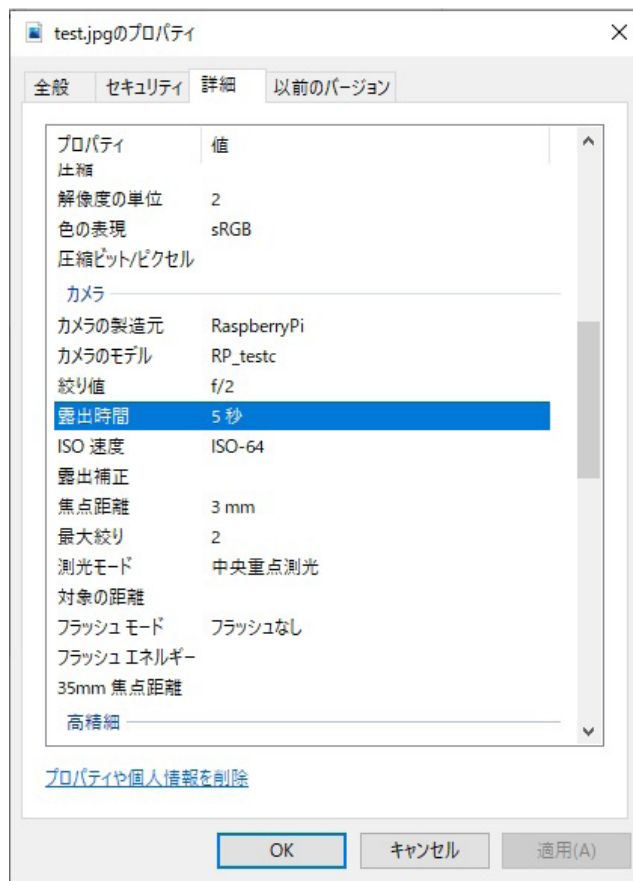 test.jpgのプロパティ
全般 セキュリティ 詳細 以前のバージョン
プロパティ 値
圧縮
解像度の単位 2
色の表現 sRGB
圧縮ビット/ピクセル
カメラ
カメラの製造元 RaspberryPi
カメラのモデル RP_testc
絞り値 f/2
露出時間 5 秒
ISO 速度 ISO-64
露出補正
焦点距離 3 mm
最大絞り 2
測光モード 中央重点測光
対象の距離
フラッシュ モード フラッシュなし
フラッシュ エネルギー
35mm 焦点距離
高精細
プロパティや個人情報を削除
OK キャンセル 適用(A)